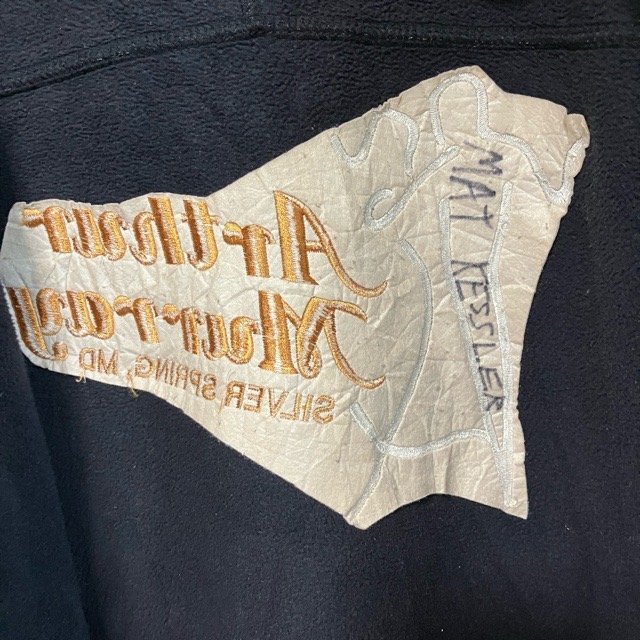 Arthur
Murray
SILVER SPRING, MD.
MAT KESSLER